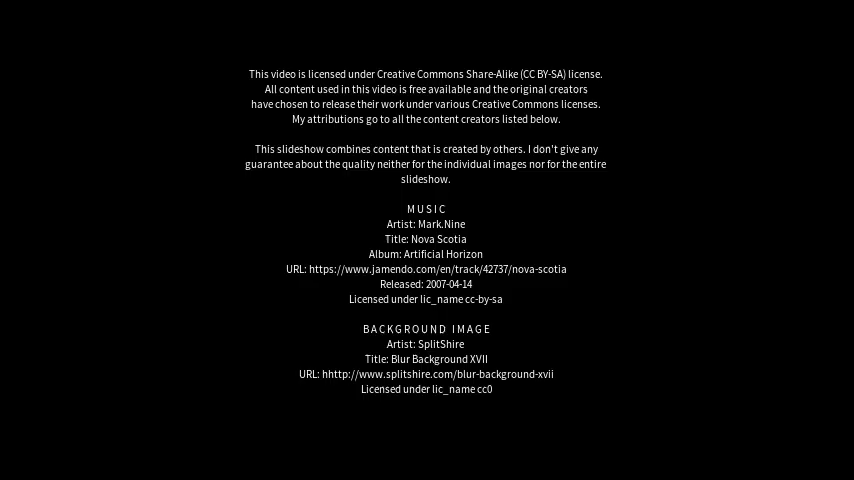 This video is licensed under Creative Commons Share-Alike (CC BY-SA) license.
All content used in this video is free available and the original creators
have chosen to release their work under various Creative Commons licenses.
My attributions go to all the content creators listed below.
This slideshow combines content that is created by others. I don't give any
guarantee about the quality neither for the individual images nor for the entire
slideshow.
MUSIC
Artist: Mark.Nine
Title: Nova Scotia
Album: Artificial Horizon
URL: https://www.jamendo.com/en/track/42737/nova-scotia
Released: 2007-04-14
Licensed under lic_name cc-by-sa
BACKGROUND IMAGE
Artist: SplitShire
Title: Blur Background XVII
URL: hhttp://www.splitshire.com/blur-background-xvii
Licensed under lic_name cc0